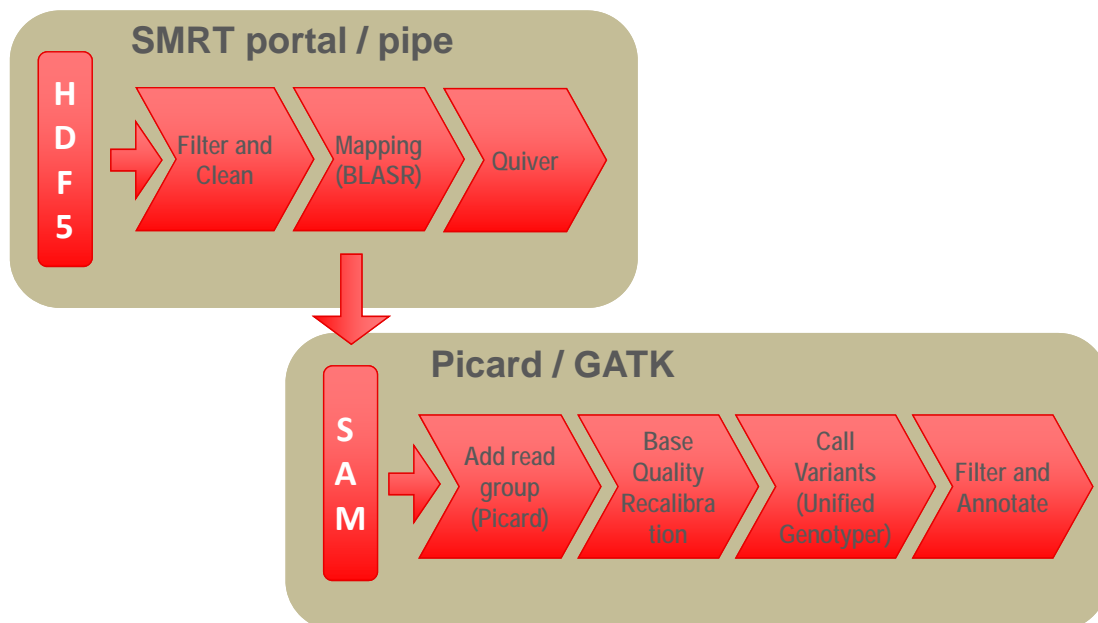 SMRT portal / pipe
H
D
F
5
Filter and
Clean
Mapping
(BLASR)
Quiver
Picard / GATK
S
A
M
Add read
group
(Picard)
Base
Quality
Recalibra
tion
Call
Variants
(Unified
Genotyper)
Filter and
Annotate